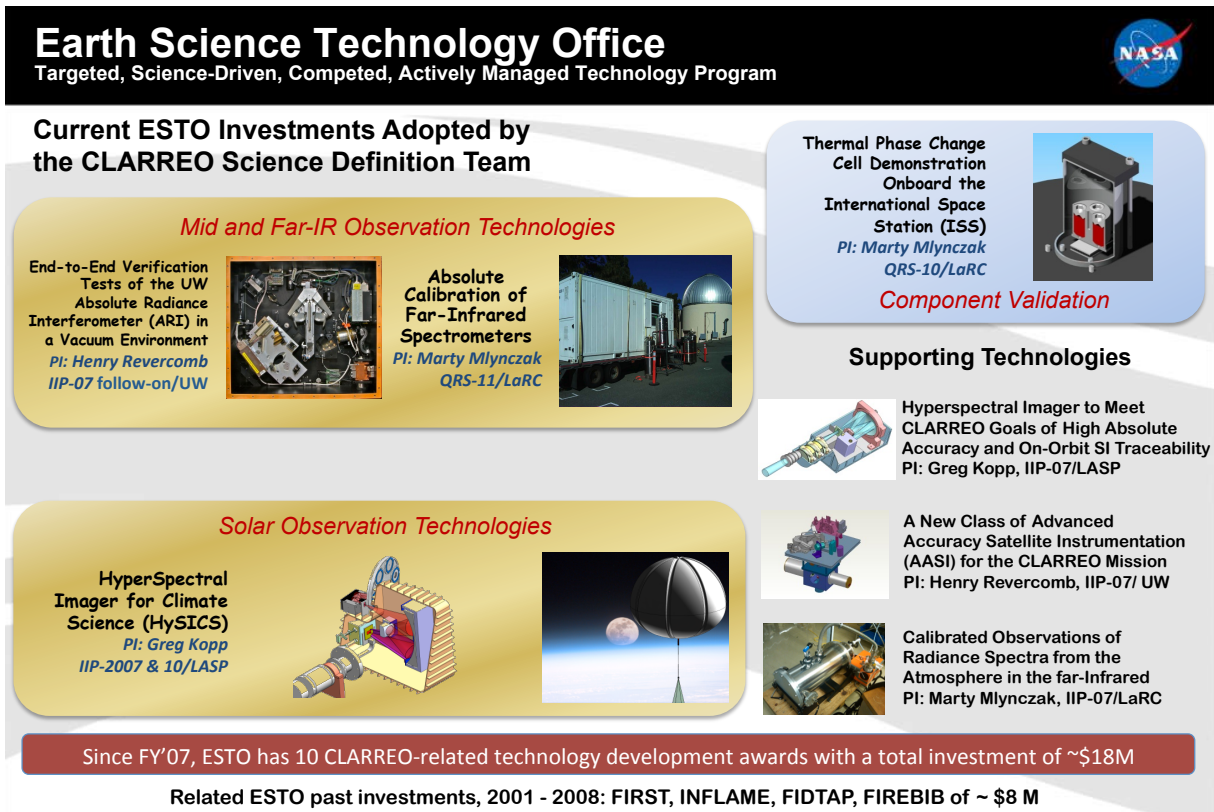 Earth Science Technology Office
Targeted, Science-Driven, Competed, Actively Managed Technology Program
NASA
Current ESTO Investments Adopted by
the CLARREO Science Definition Team
Mid and Far-IR Observation Technologies
End-to-End Verification
Tests of the UW
Absolute Radiance
Interferometer (ARI) in
a Vacuum Environment
PI: Henry Revercomb
IIP-07 follow-on/UW
Absolute
Calibration of
Far-Infrared
Spectrometers
PI: Marty Mlynczak
QRS-11/LaRC
Thermal Phase Change
Cell Demonstration
Onboard the
International Space
Station (ISS)
PI: Marty Mlynczak
QRS-10/LaRC
Component Validation
Solar Observation Technologies
HyperSpectral
Imager for Climate
Science (HySICS)
PI: Greg Kopp
IIP-2007 & 10/LASP
Supporting Technologies
Hyperspectral Imager to Meet
CLARREO Goals of High Absolute
Accuracy and On-Orbit SI Traceability
PI: Greg Kopp, IIP-07/LASP
A New Class of Advanced
Accuracy Satellite Instrumentation
(AASI) for the CLARREO Mission
PI: Henry Revercomb, IIP-07/ UW
Calibrated Observations of
Radiance Spectra from the
Atmosphere in the far-Infrared
PI: Marty Mlynczak, IIP-07/LaRC
Since FY'07, ESTO has 10 CLARREO-related technology development awards with a total investment of ~$18M
Related ESTO past investments, 2001 - 2008: FIRST, INFLAME, FIDTAP, FIREBIB of ~ $8 M